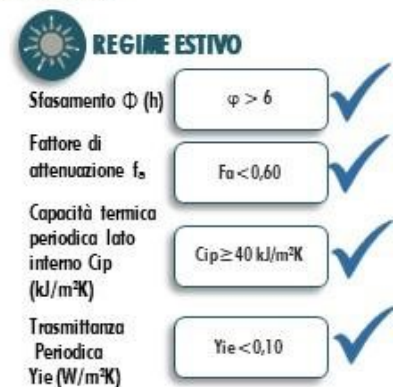 REGIME ESTIVO
Sfasamento Φ (h)
φ > 6
Fattore di
attenuazione fₐ
Fa<0,60
Capacità termica
periodica lato
interno Cip
(kJ/m²K)
Cip≥40 kJ/m²K
Trasmittanza
Periodica
Yie (W/m²K)
Yie<0,10